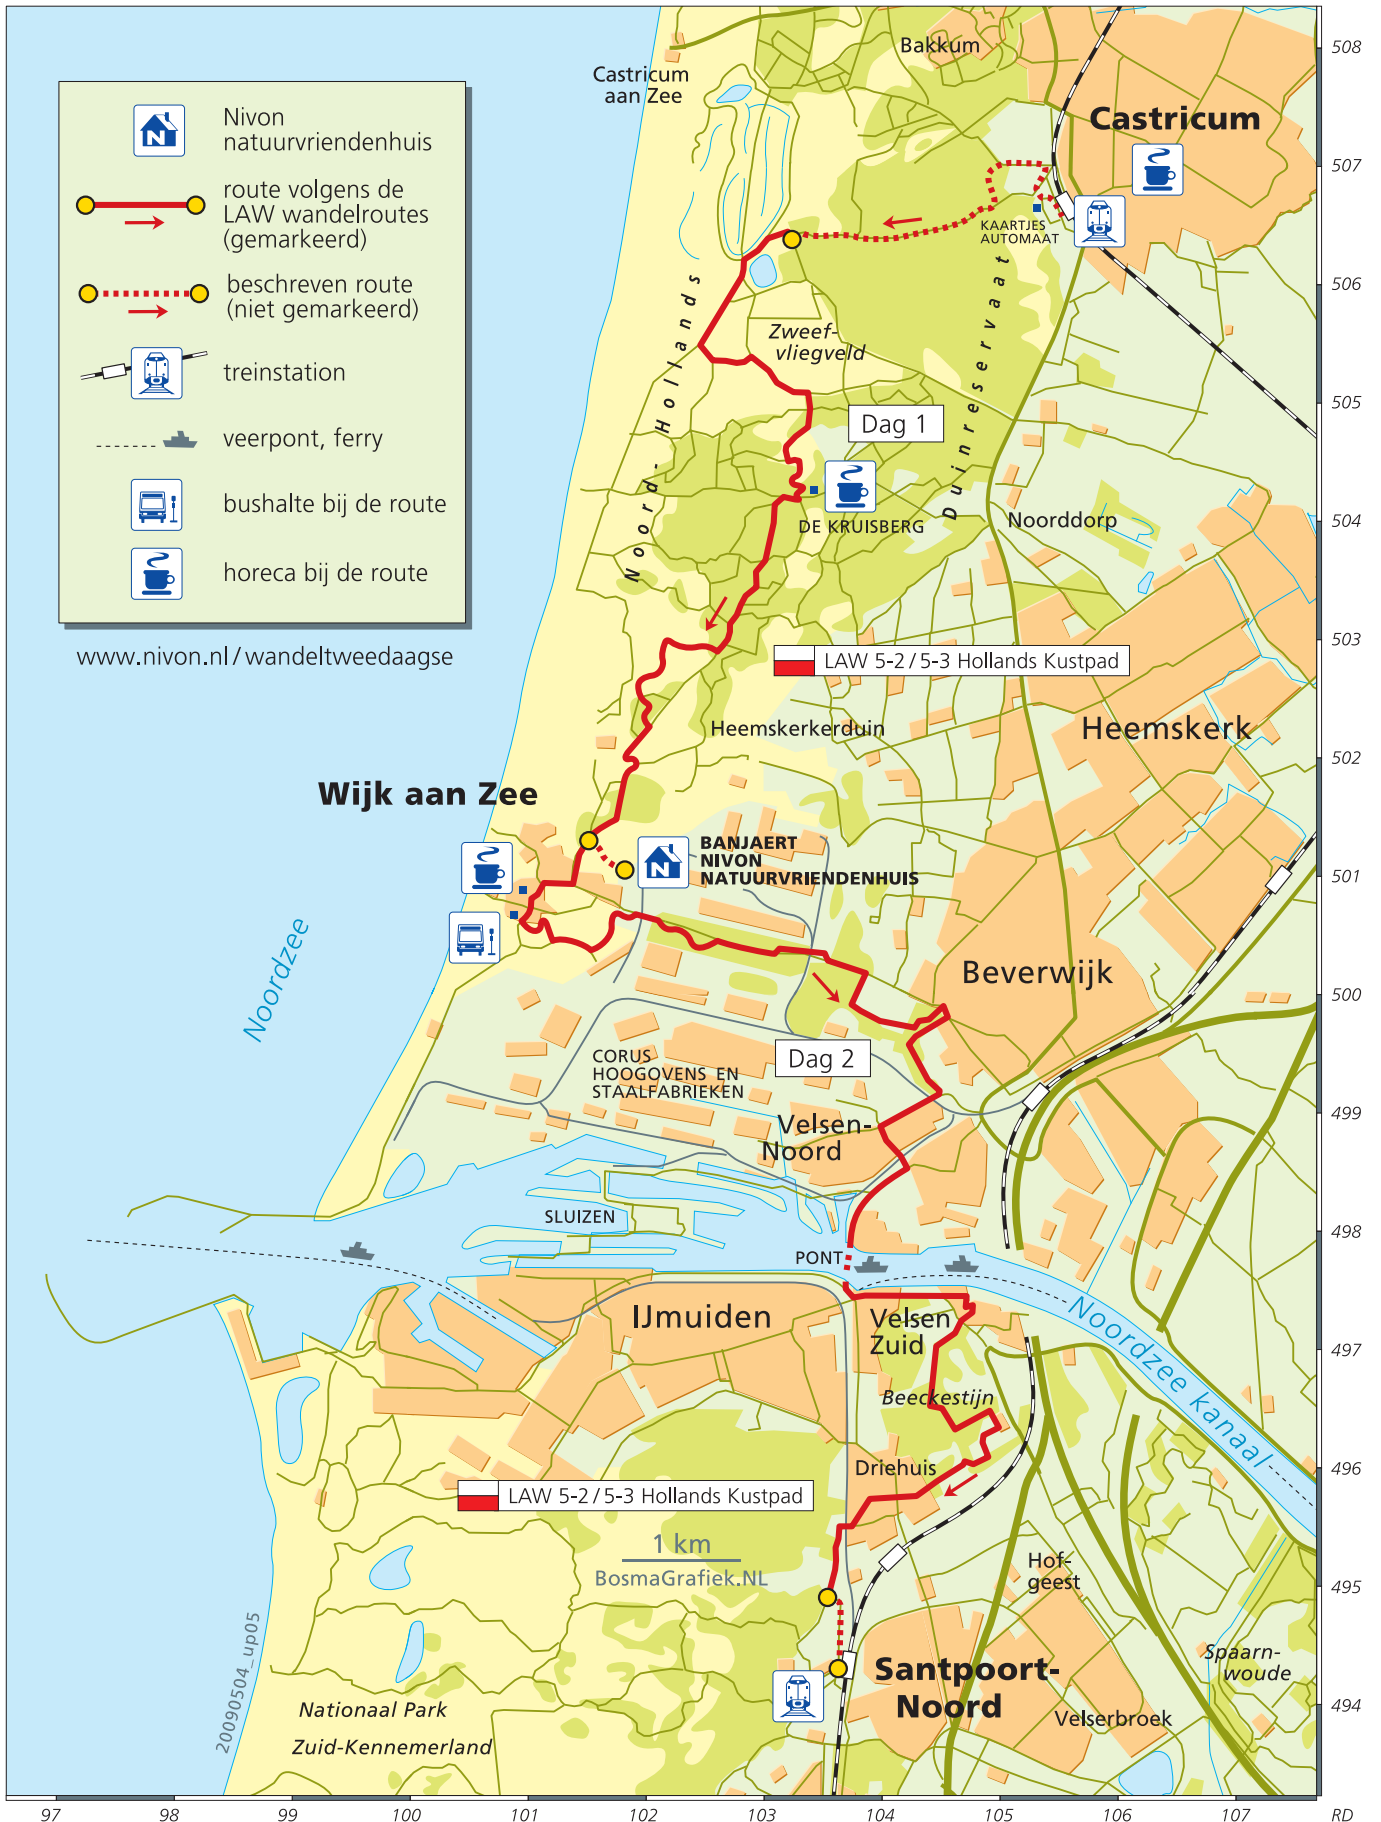 Bakkum
Castricum
aan Zee
Castricum
KAARTJES
AUTOMAAT
Nivon
natuurvriendenhuis
route volgens de
LAW wandelroutes
(gemarkeerd)
beschreven route
(niet gemarkeerd)
treinstation
veerpont, ferry
bushalte bij de route
horeca bij de route
www.nivon.nl/wandeltweedaagse
N
Noord-Hollands
Duinreservaat
Zweef-
vliegveld
Dag 1
DE KRUISBERG
Noorddorp
LAW 5-2/5-3 Hollands Kustpad
Heemskerkerduin
Heemskerk
Wijk aan Zee
N
BANJAERT
NIVON
NATUURVRIENDENHUIS
Noordzee
Beverwijk
Dag 2
CORUS
HOOGOVENS EN
STAALFABRIEKEN
Velsen-
Noord
SLUIZEN
PONT
IJmuiden
Velsen
Zuid
Noordzee kanaal
Beeckestijn
Driehuis
LAW 5-2/5-3 Hollands Kustpad
1 km
BosmaGrafiek.NL
Hof-
geest
Santpoort-
Noord
Spaarn-
woude
Velserbroek
Nationaal Park
Zuid-Kennemerland
20090504_up05
508
507
506
505
504
503
502
501
500
499
498
497
496
495
494
97 98 99 100 101 102 103 104 105 106 107 RD